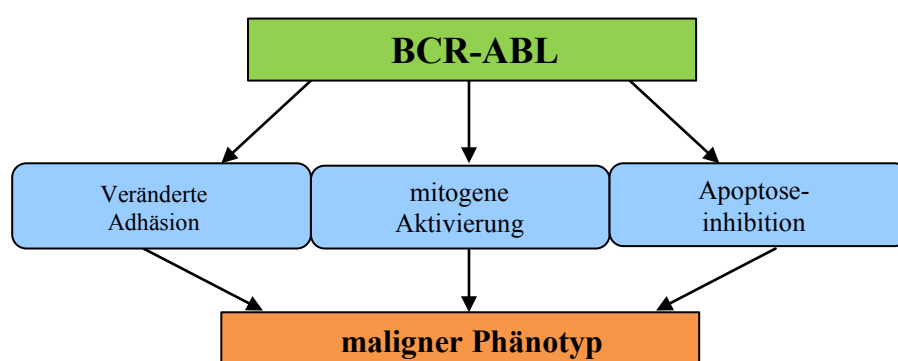 BCR-ABL
Veränderte
Adhäsion
mitogene
Aktivierung
Apoptose-
inhibition
maligner Phänotyp